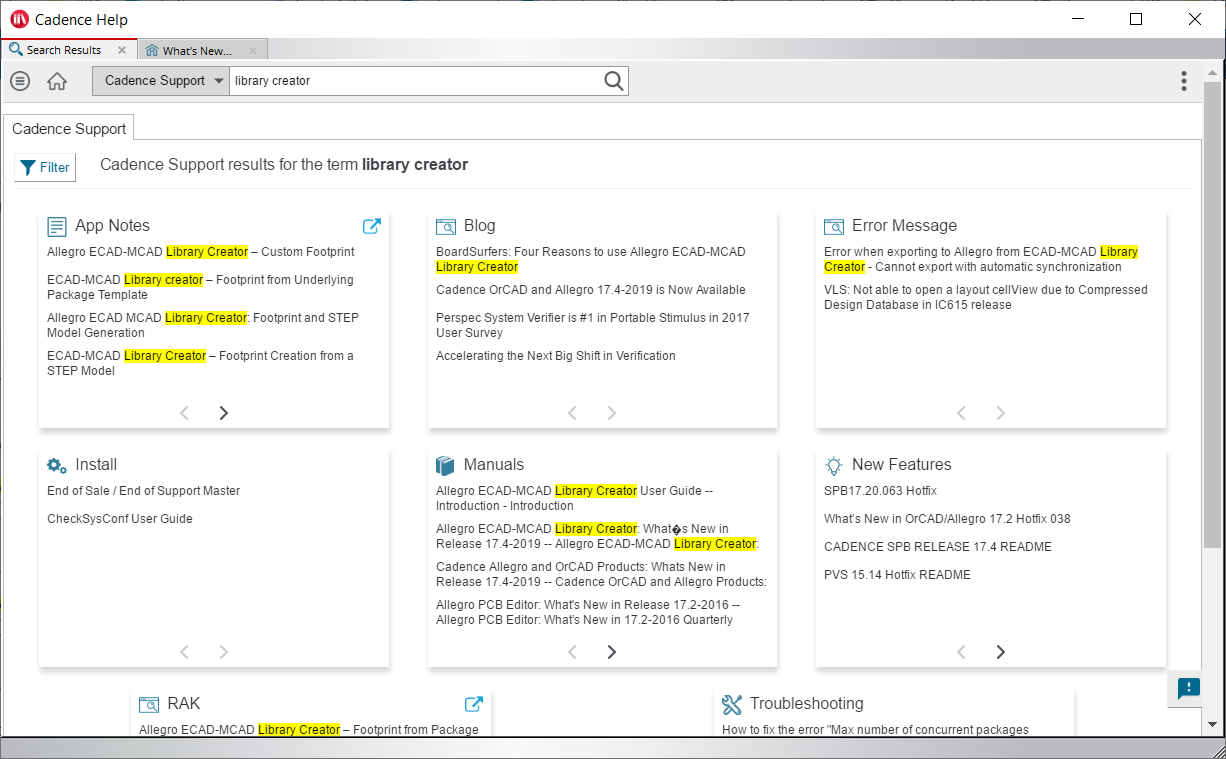 Cadence Help
Search Results
What's New...
Cadence Support
library creator
Cadence Support
Filter
Cadence Support results for the term library creator
App Notes
Allegro ECAD-MCAD Library Creator – Custom Footprint
ECAD-MCAD Library creator – Footprint from Underlying
Package Template
Allegro ECAD MCAD Library Creator: Footprint and STEP
Model Generation
ECAD-MCAD Library Creator – Footprint Creation from a
STEP Model
Blog
BoardSurfers: Four Reasons to use Allegro ECAD-MCAD
Library Creator
Cadence OrCAD and Allegro 17.4-2019 is Now Available
Perspec System Verifier is #1 in Portable Stimulus in 2017
User Survey
Accelerating the Next Big Shift in Verification
Error Message
Error when exporting to Allegro from ECAD-MCAD Library
Creator - Cannot export with automatic synchronization
VLS: Not able to open a layout cellView due to Compressed
Design Database in IC615 release
Install
End of Sale / End of Support Master
CheckSysConf User Guide
Manuals
Allegro ECAD-MCAD Library Creator User Guide --
Introduction - Introduction
Allegro ECAD-MCAD Library Creator: What�s New in
Release 17.4-2019 -- Allegro ECAD-MCAD Library Creator:
Cadence Allegro and OrCAD Products: Whats New in
Release 17.4-2019 -- Cadence OrCAD and Allegro Products:
Allegro PCB Editor: What's New in Release 17.2-2016 --
Allegro PCB Editor: What's New in 17.2-2016 Quarterly
New Features
SPB17.20.063 Hotfix
What's New in OrCAD/Allegro 17.2 Hotfix 038
CADENCE SPB RELEASE 17.4 README
PVS 15.14 Hotfix README
RAK
Allegro ECAD-MCAD Library Creator – Footprint from Package
Troubleshooting
How to fix the error "Max number of concurrent packages